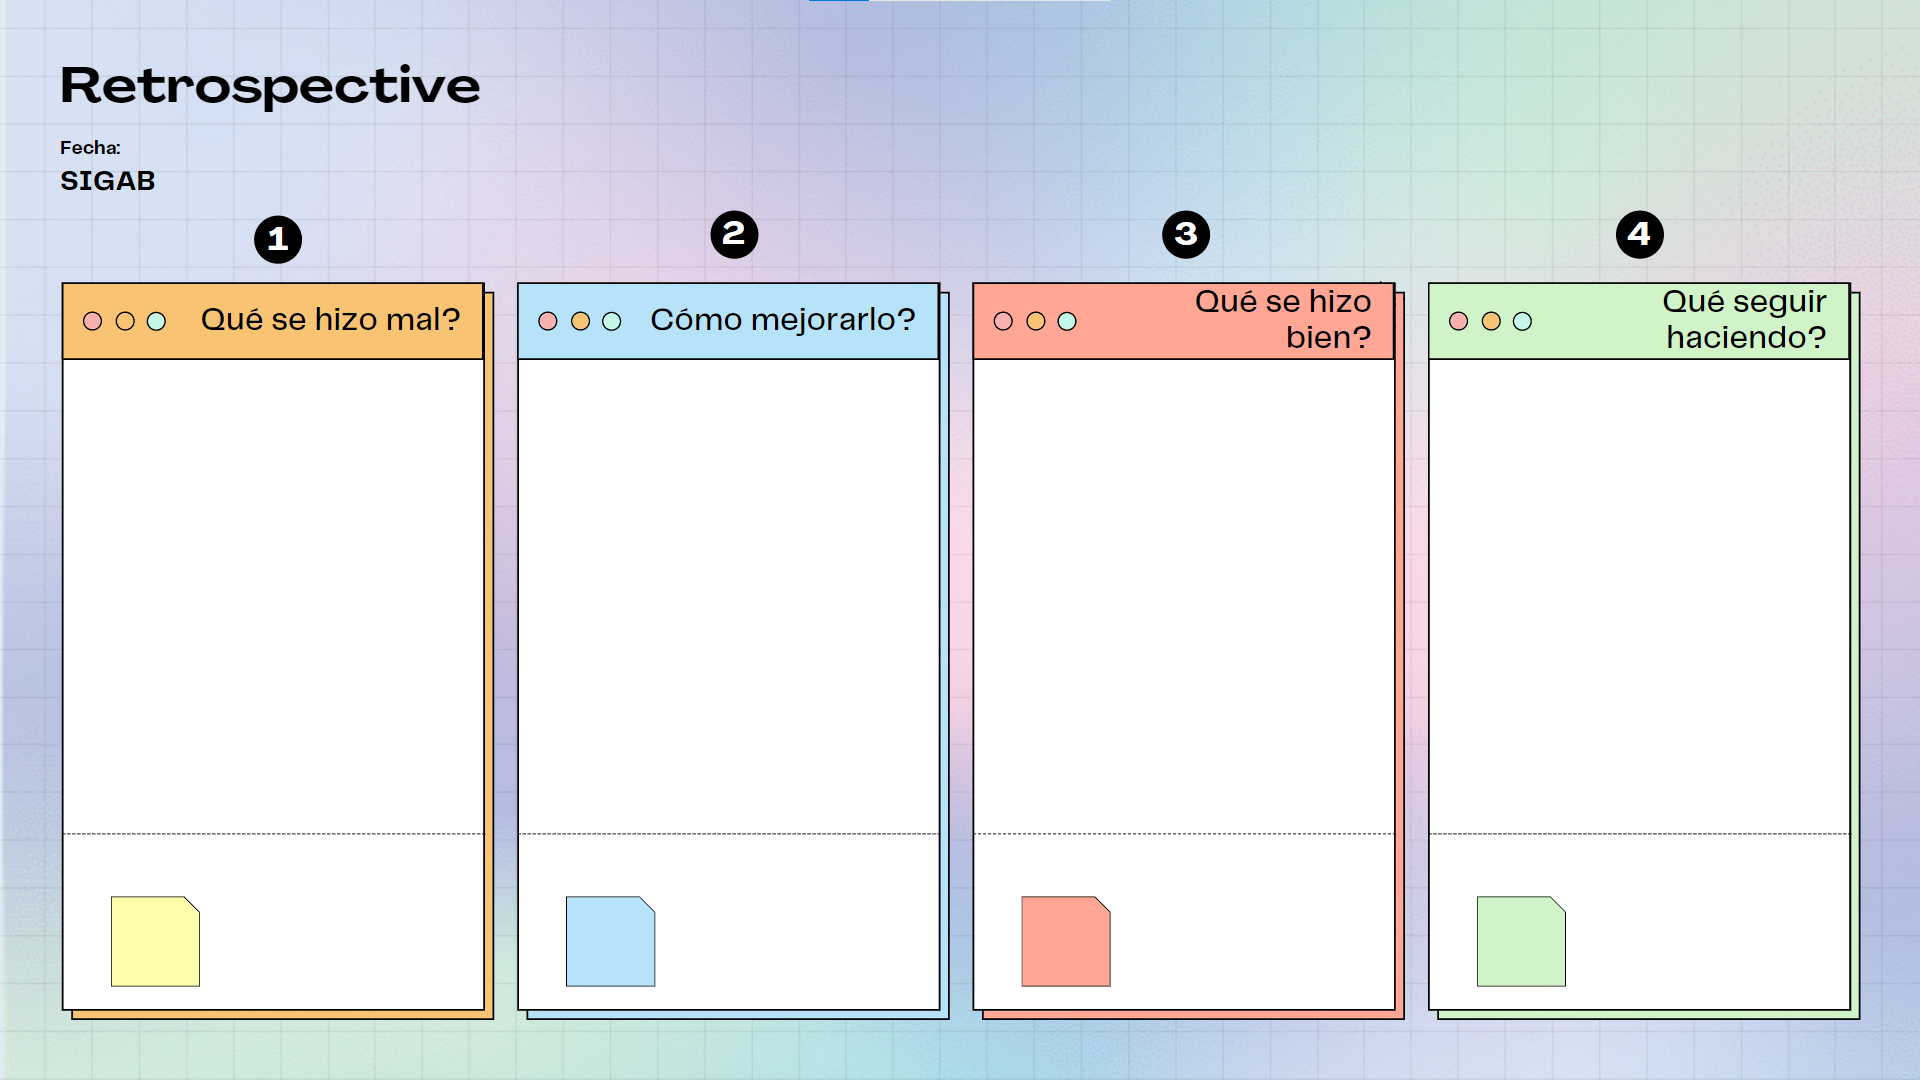 Retrospective
Fecha:
SIGAB
1
2
3
4
Qué se hizo mal?
Cómo mejorarlo?
Qué se hizo
bien?
Qué seguir
haciendo?